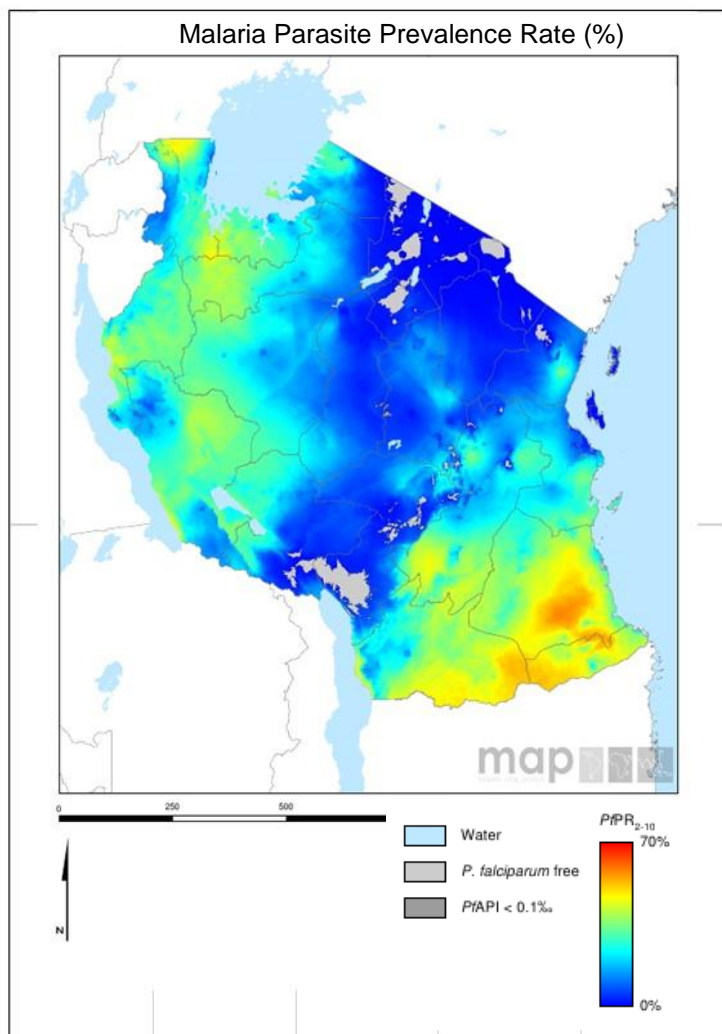 Malaria Parasite Prevalence Rate (%)
map
0 250 500
Water
P. falciparum free
PfAPI < 0.1‰
N
PfPR2-10
70%
0%